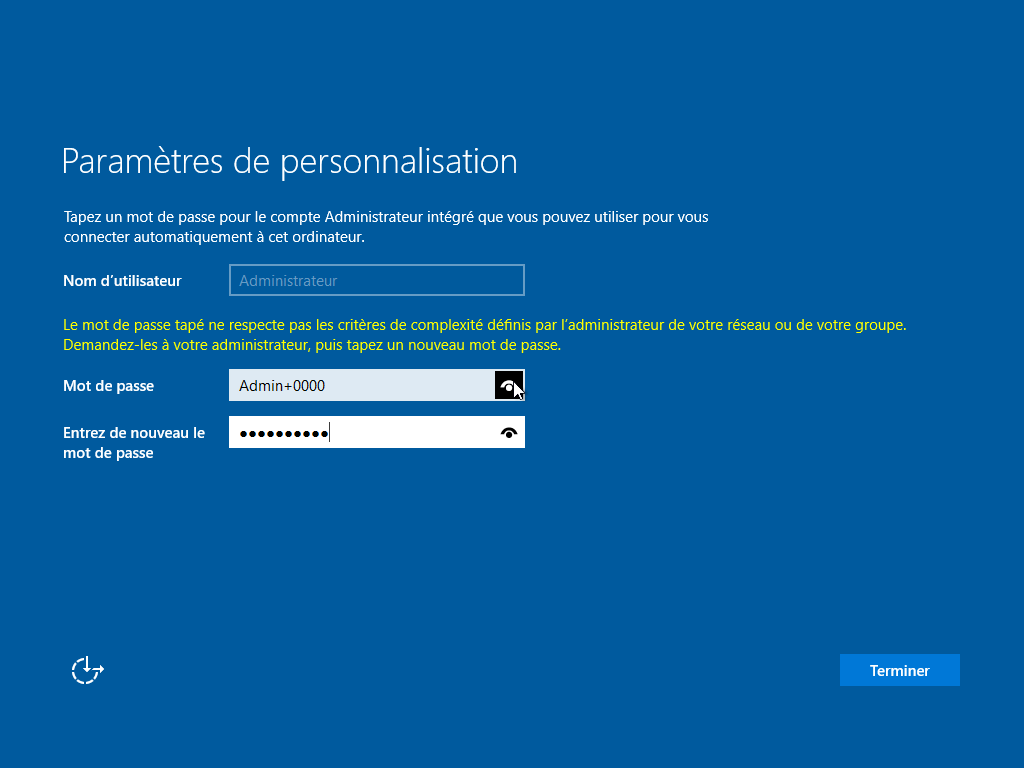 Paramètres de personnalisation
Tapez un mot de passe pour le compte Administrateur intégré que vous pouvez utiliser pour vous
connecter automatiquement à cet ordinateur.
Nom d'utilisateur
Administrateur
Le mot de passe tapé ne respecte pas les critères de complexité définis par l'administrateur de votre réseau ou de votre groupe.
Demandez-les à votre administrateur, puis tapez un nouveau mot de passe.
Mot de passe
Admin+0000
Entrez de nouveau le
mot de passe
●●●●●●●●●●
Terminer